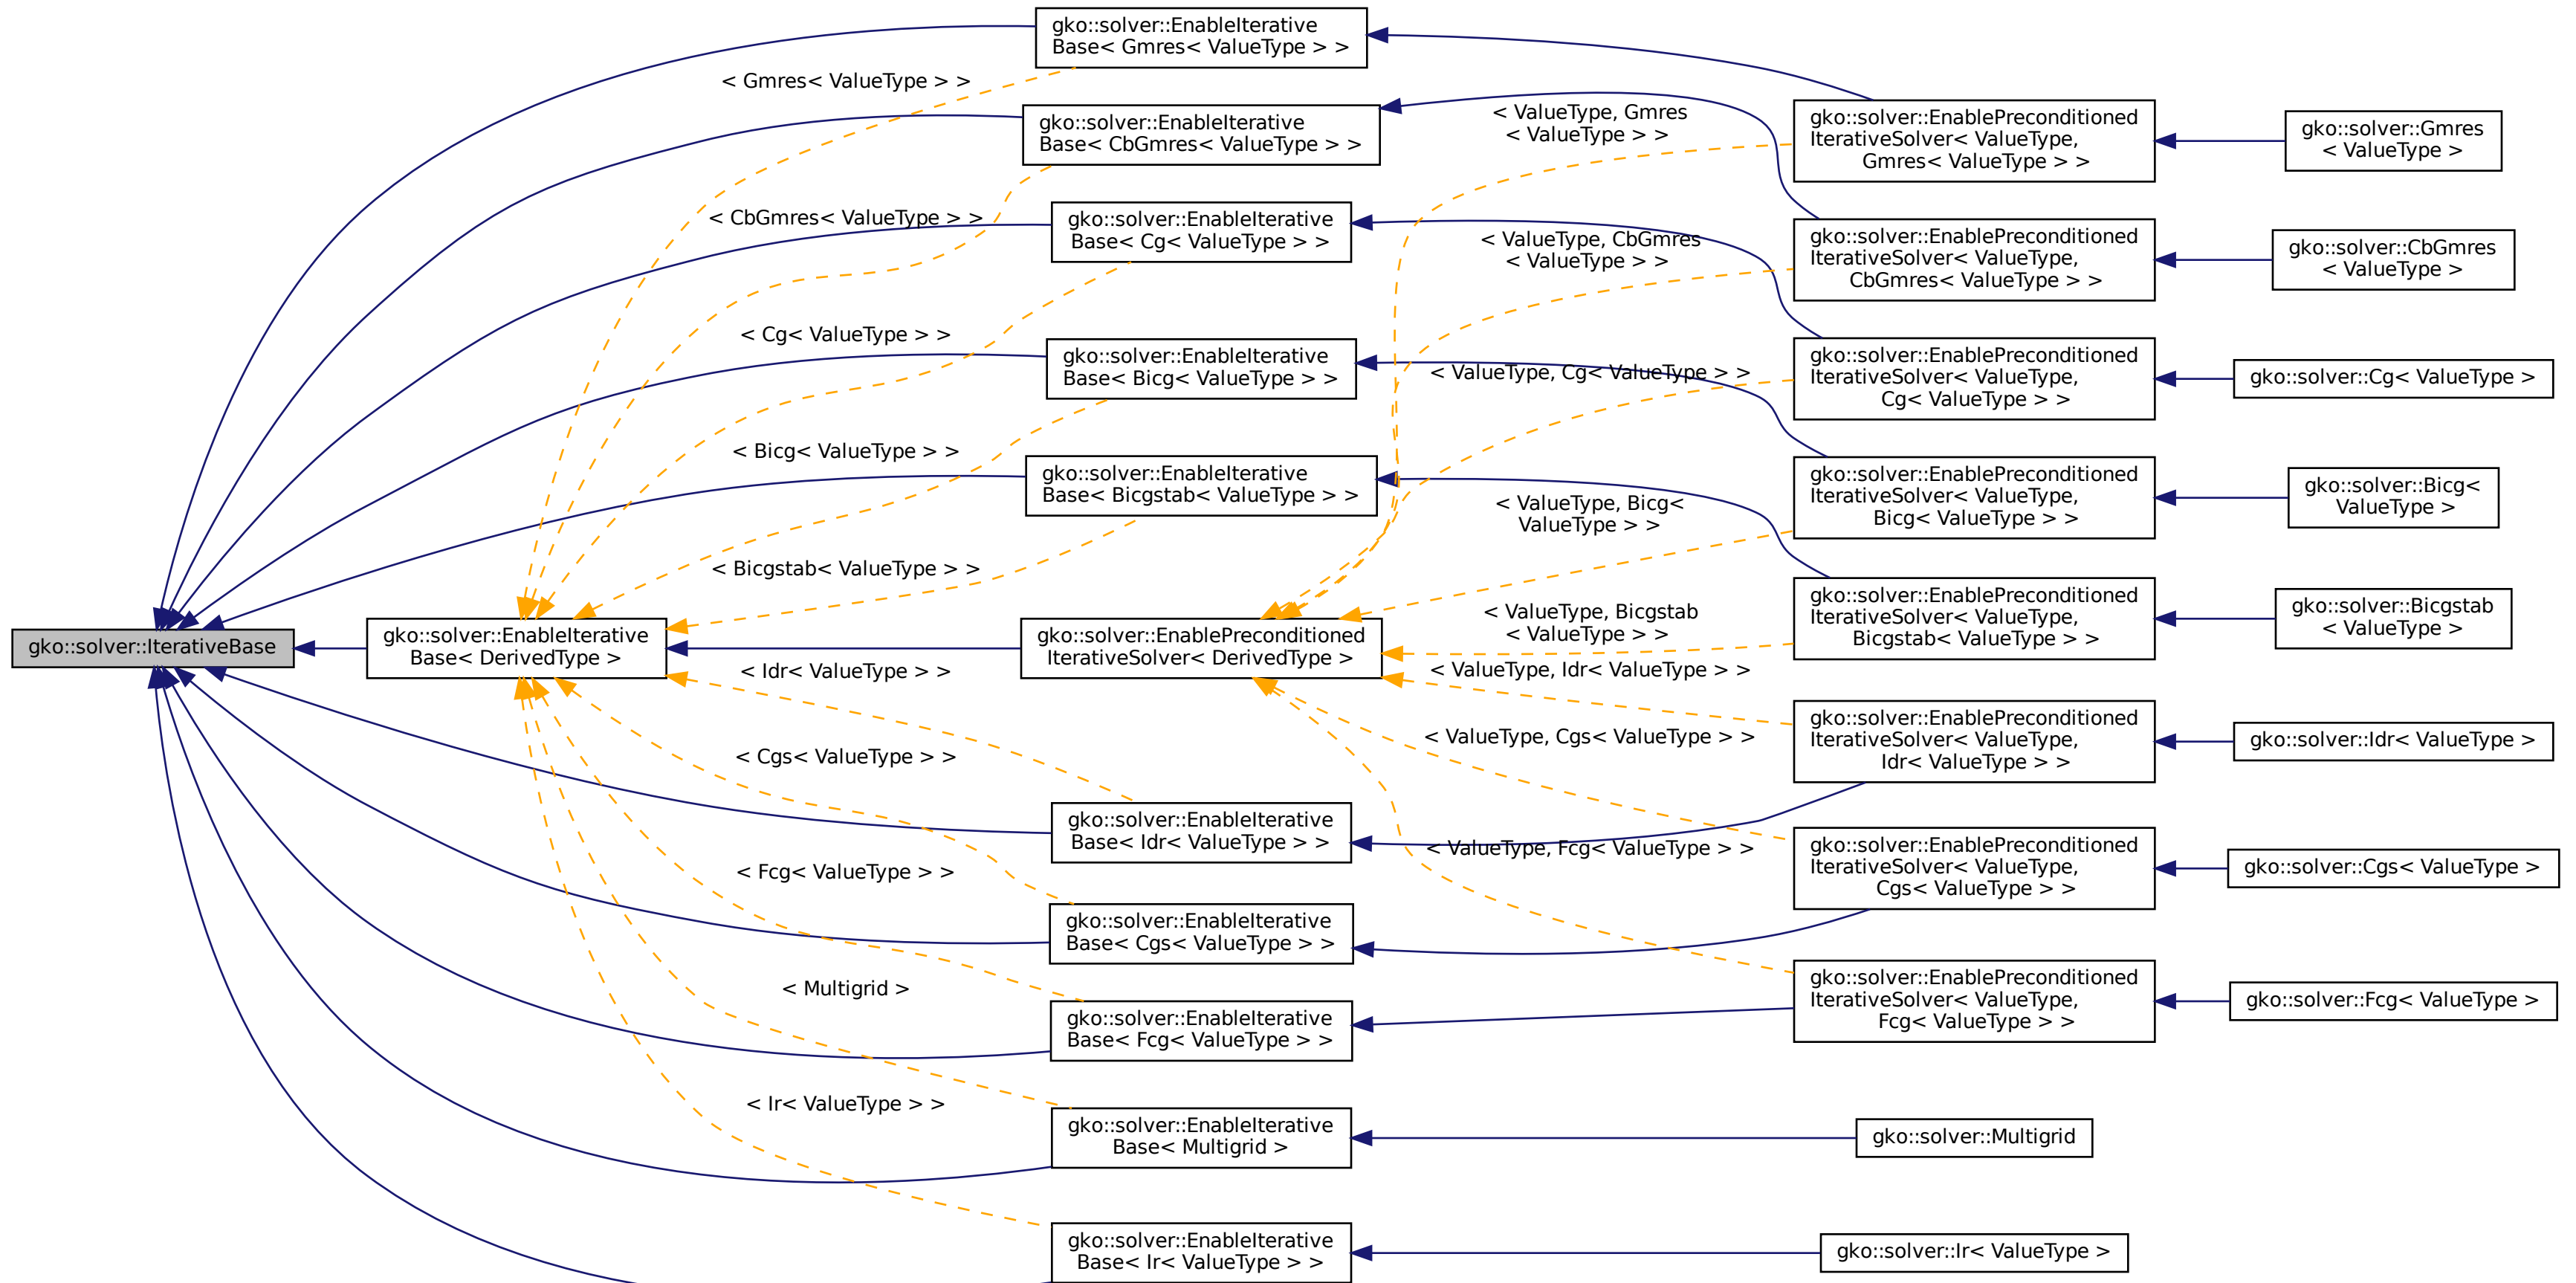 gko::solver::EnableIterative
Base< Gmres< ValueType > >
< Gmres< ValueType > >
gko::solver::EnableIterative
Base< CbGmres< ValueType > >
< ValueType, Gmres
< ValueType > >
gko::solver::EnablePreconditioned
IterativeSolver< ValueType,
Gmres< ValueType > >
gko::solver::Gmres
< ValueType >
< CbGmres< ValueType > >
gko::solver::EnableIterative
Base< Cg< ValueType > >
< ValueType, CbGmres
< ValueType > >
gko::solver::EnablePreconditioned
IterativeSolver< ValueType,
CbGmres< ValueType > >
gko::solver::CbGmres
< ValueType >
< Cg< ValueType > >
gko::solver::EnableIterative
Base< Bicg< ValueType > >
< ValueType, Cg< ValueType > >
gko::solver::EnablePreconditioned
IterativeSolver< ValueType,
Cg< ValueType > >
gko::solver::Cg< ValueType >
< Bicg< ValueType > >
gko::solver::EnableIterative
Base< Bicgstab< ValueType > >
< ValueType, Bicg<
ValueType > >
gko::solver::EnablePreconditioned
IterativeSolver< ValueType,
Bicg< ValueType > >
gko::solver::Bicg<
ValueType >
< Bicgstab< ValueType > >
gko::solver::IterativeBase
gko::solver::EnableIterative
Base< DerivedType >
gko::solver::EnablePreconditioned
IterativeSolver< DerivedType >
< ValueType, Bicgstab
< ValueType > >
gko::solver::EnablePreconditioned
IterativeSolver< ValueType,
Bicgstab< ValueType > >
gko::solver::Bicgstab
< ValueType >
< Idr< ValueType > >
< ValueType, Idr< ValueType > >
gko::solver::EnablePreconditioned
IterativeSolver< ValueType,
Idr< ValueType > >
gko::solver::Idr< ValueType >
< Cgs< ValueType > >
< ValueType, Cgs< ValueType > >
gko::solver::EnableIterative
Base< Idr< ValueType > >
< ValueType, Fcg< ValueType > >
gko::solver::EnablePreconditioned
IterativeSolver< ValueType,
Cgs< ValueType > >
gko::solver::Cgs< ValueType >
< Fcg< ValueType > >
gko::solver::EnableIterative
Base< Cgs< ValueType > >
< Multigrid >
gko::solver::EnableIterative
Base< Fcg< ValueType > >
gko::solver::EnablePreconditioned
IterativeSolver< ValueType,
Fcg< ValueType > >
gko::solver::Fcg< ValueType >
< Ir< ValueType > >
gko::solver::EnableIterative
Base< Multigrid >
gko::solver::Multigrid
gko::solver::EnableIterative
Base< Ir< ValueType > >
gko::solver::Ir< ValueType >